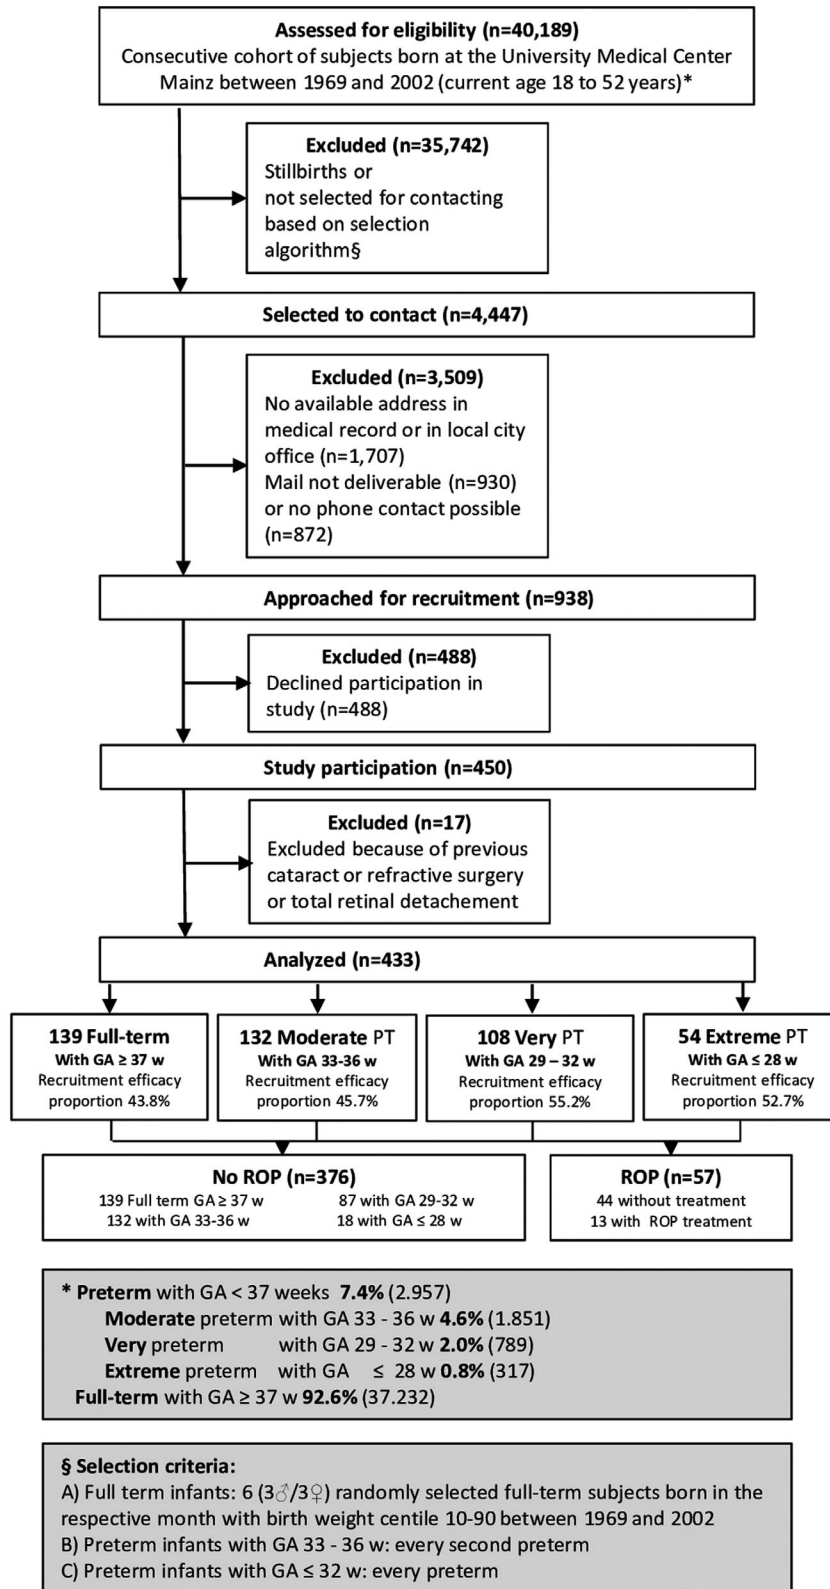 Assessed for eligibility (n=40,189)
Consecutive cohort of subjects born at the University Medical Center
Mainz between 1969 and 2002 (current age 18 to 52 years)*
Excluded (n=35,742)
Stillbirths or
not selected for contacting
based on selection
algorithm§
Selected to contact (n=4,447)
Excluded (n=3,509)
No available address in
medical record or in local city
office (n=1,707)
Mail not deliverable (n=930)
or no phone contact possible
(n=872)
Approached for recruitment (n=938)
Excluded (n=488)
Declined participation in
study (n=488)
Study participation (n=450)
Excluded (n=17)
Excluded because of previous
cataract or refractive surgery
or total retinal detachement
Analyzed (n=433)
139 Full-term
With GA ≥ 37 w
Recruitment efficacy
proportion 43.8%
132 Moderate PT
With GA 33-36 w
Recruitment efficacy
proportion 45.7%
108 Very PT
With GA 29 – 32 w
Recruitment efficacy
proportion 55.2%
54 Extreme PT
With GA ≤ 28 w
Recruitment efficacy
proportion 52.7%
No ROP (n=376)
139 Full term GA ≥ 37 w 87 with GA 29-32 w
132 with GA 33-36 w 18 with GA ≤ 28 w
ROP (n=57)
44 without treatment
13 with ROP treatment
* Preterm with GA < 37 weeks 7.4% (2.957)
Moderate preterm with GA 33 - 36 w 4.6% (1.851)
Very preterm with GA 29 - 32 w 2.0% (789)
Extreme preterm with GA ≤ 28 w 0.8% (317)
Full-term with GA ≥ 37 w 92.6% (37.232)
§ Selection criteria:
A) Full term infants: 6 (3♂/3♀) randomly selected full-term subjects born in the
respective month with birth weight centile 10-90 between 1969 and 2002
B) Preterm infants with GA 33 - 36 w: every second preterm
C) Preterm infants with GA ≤ 32 w: every preterm